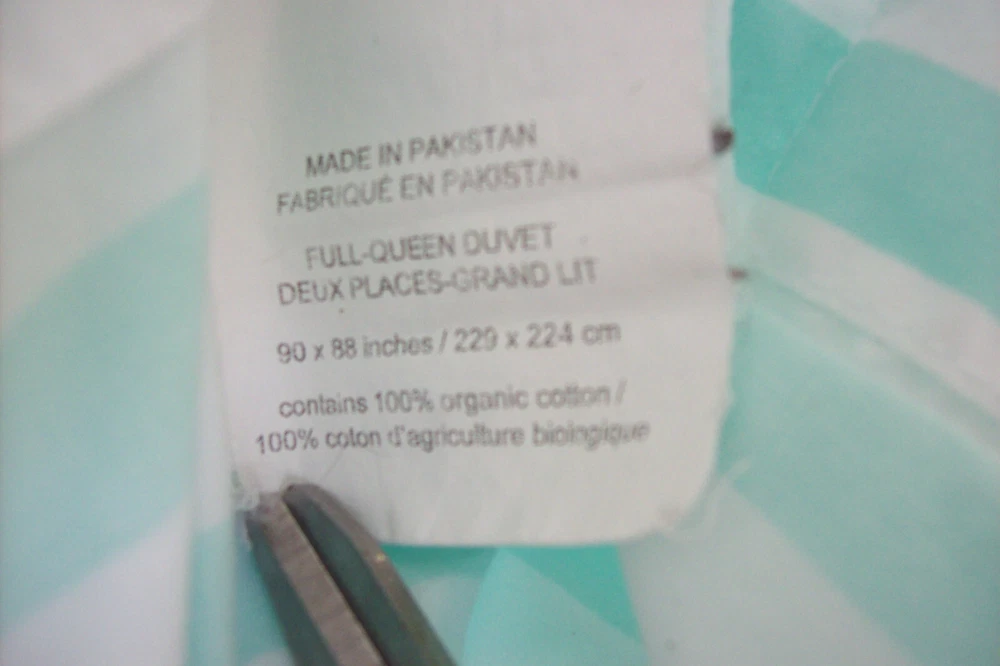 MADE IN PAKISTAN
FABRIQUÉ EN PAKISTAN
FULL-QUEEN DUVET
DEUX PLACES-GRAND LIT
90 x 88 inches / 229 x 224 cm
contains 100% organic cotton /
100% coton d'agriculture biologique